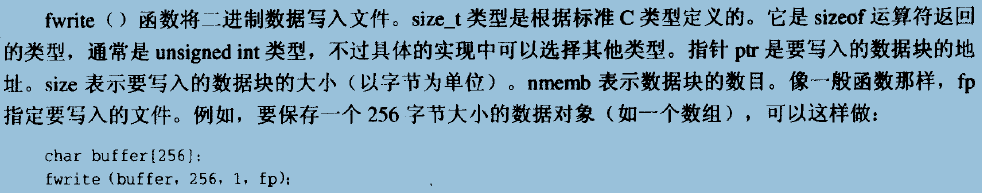 fwrite（）函数将二进制数据写入文件。size_t 类型是根据标准 C 类型定义的。它是 sizeof 运算符返回
的类型，通常是 unsigned int 类型，不过具体的实现中可以选择其他类型。指针 ptr 是要写入的数据块的地
址。size 表示要写入的数据块的大小（以字节为单位）。nmemb 表示数据块的数目。像一般函数那样，fp
指定要写入的文件。例如，要保存一个 256 字节大小的数据对象（如一个数组），可以这样做：
char buffer[256];
fwrite (buffer, 256, 1, fp);